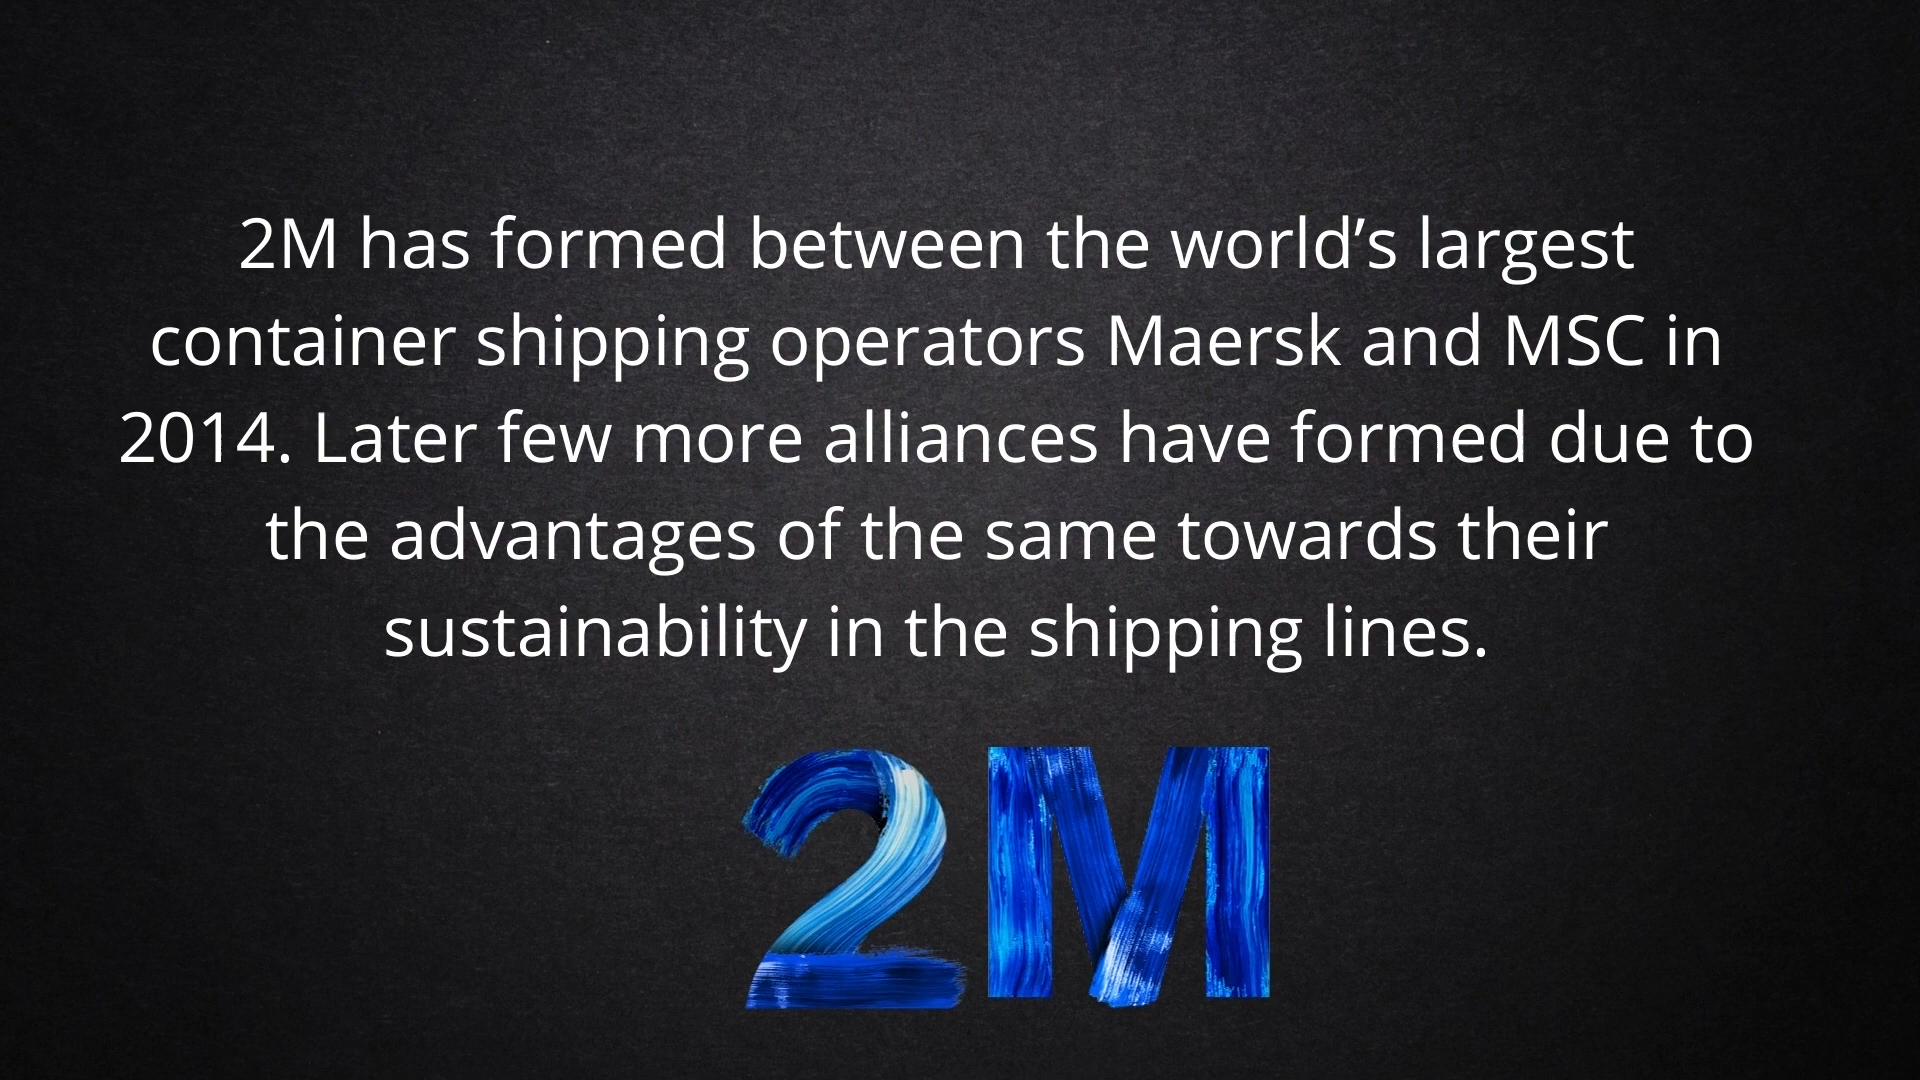 2M has formed between the world’s largest
container shipping operators Maersk and MSC in
2014. Later few more alliances have formed due to
the advantages of the same towards their
sustainability in the shipping lines.
2M